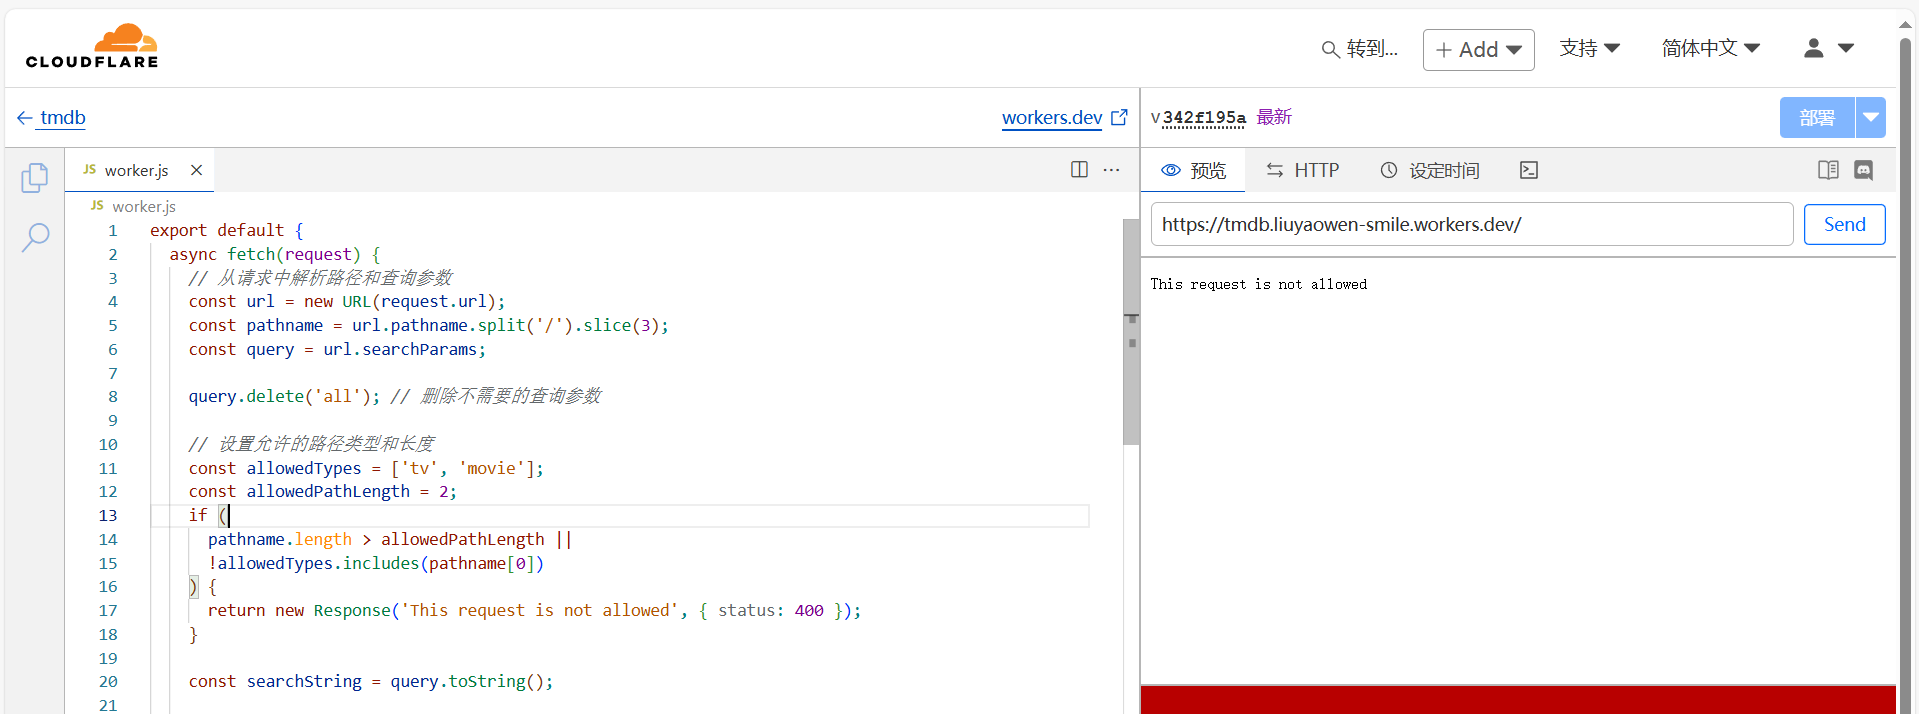 CLOUDFLARE
转到...
+ Add
支持
简体中文
← tmdb
workers.dev
v342f195a 最新
部署
JS worker.js ×
...
预览
HTTP
设定时间
JS worker.js
https://tmdb.liuyaowen-smile.workers.dev/
Send
This request is not allowed
1 export default {
2 async fetch(request) {
3 // 从请求中解析路径和查询参数
4 const url = new URL(request.url);
5 const pathname = url.pathname.split('/').slice(3);
6 const query = url.searchParams;
7
8 query.delete('all'); // 删除不需要的查询参数
9
10 // 设置允许的路径类型和长度
11 const allowedTypes = ['tv', 'movie'];
12 const allowedPathLength = 2;
13 if (
14 pathname.length > allowedPathLength ||
15 !allowedTypes.includes(pathname[0])
16 ) {
17 return new Response('This request is not allowed', { status: 400 });
18 }
19
20 const searchString = query.toString();
21